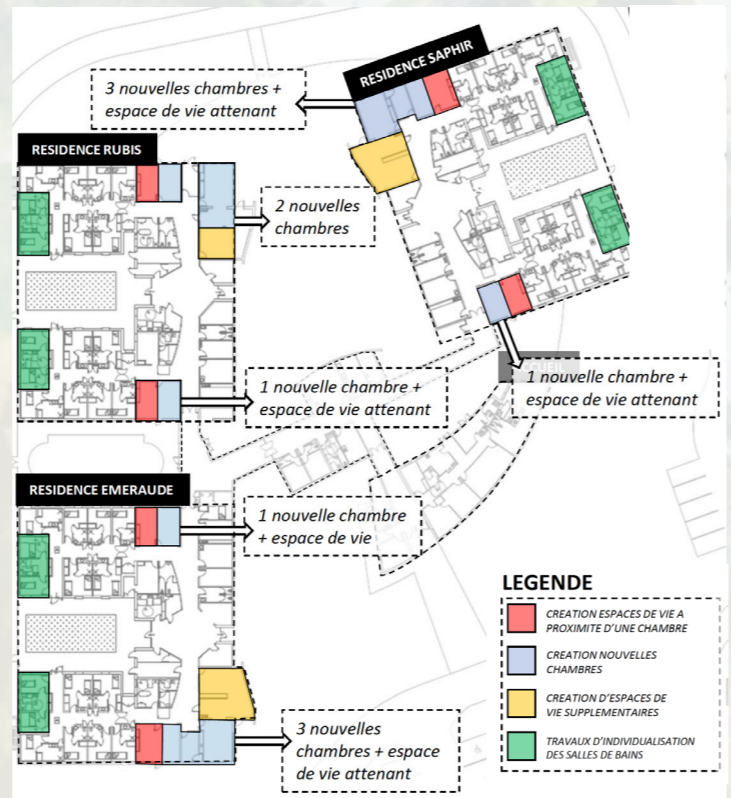 RESIDENCE SAPHIR
3 nouvelles chambres +
espace de vie attenant
RESIDENCE RUBIS
2 nouvelles
chambres
1 nouvelle chambre +
espace de vie attenant
1 nouvelle chambre +
espace de vie attenant
RESIDENCE EMERAUDE
1 nouvelle chambre
+ espace de vie
3 nouvelles
chambres + espace
de vie attenant
LEGENDE
CREATION ESPACES DE VIE A
PROXIMITE D'UNE CHAMBRE
CREATION NOUVELLES
CHAMBRES
CREATION D'ESPACES DE
VIE SUPPLEMENTAIRES
TRAVAUX D'INDIVIDUALISATION
DES SALLES DE BAINS